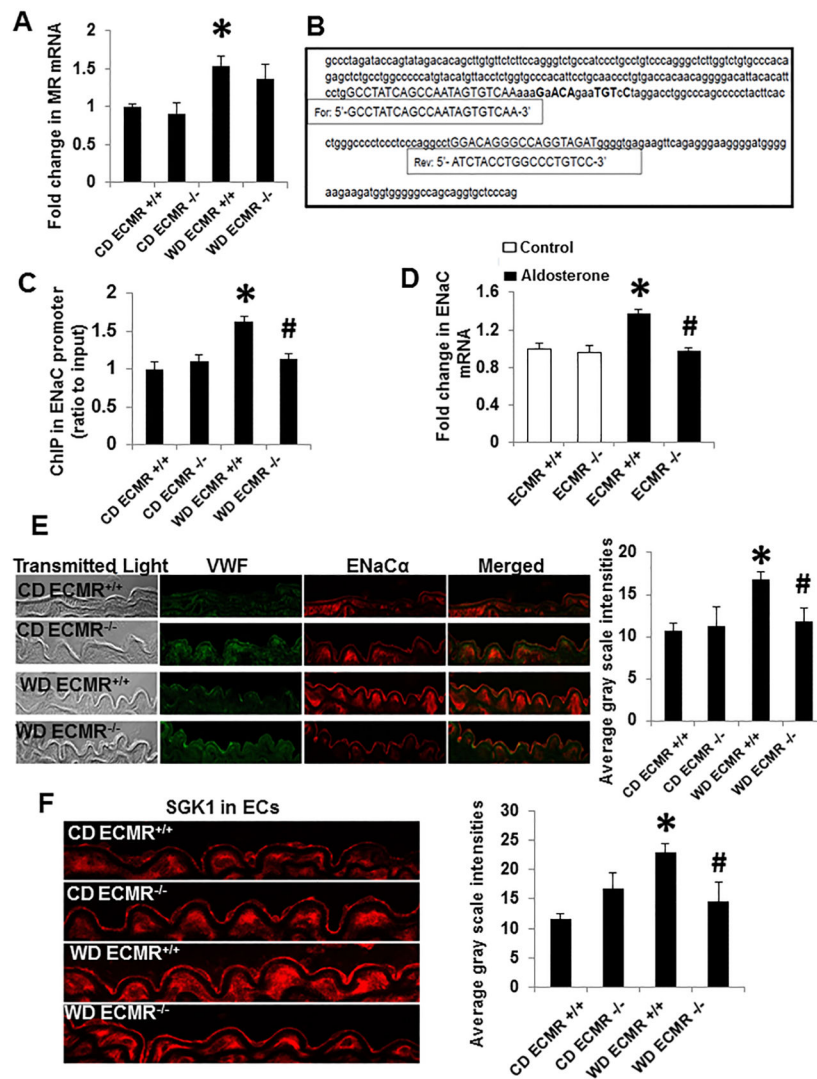 A
Fold change in MR mRNA
2
1.5
1
0.5
0
*
CD ECMR +/+
CD ECMR -/-
WD ECMR +/+
WD ECMR -/-
B
gccctagataccagtatagacacagcttgtgttctcttccagggtctgccatccctgcctgtcccagggctcttggtctgtgcccaca
gagctctgcctggcccccatgtacatgttacctctggtgcccacattcctgcaaccctgtgaccacaacaggggacattacacatt
cctgGCCTATCAGCCAATAGTGTCAAaaaGaACAgaaTGTcCtaggacctggcccagcccccctacttcac
For: 5'-GCCTATCAGCCAATAGTGTCAA-3'
ctgggcccctccctcccaggcctGGACAGGGCCAGGTAGATggggtgagaagttcagagggaaggggatgggg
Rev: 5'- ATCTACCTGGCCCTGTCC-3'
aagaagatggtgggggccagcaggtgctcccag
C
ChIP in ENaC promoter
(ratio to input)
2
1.5
1
0.5
0
*
#
CD ECMR +/+
CD ECMR -/-
WD ECMR +/+
WD ECMR -/-
D
Control
Aldosterone
Fold change in ENaC
mRNA
1.6
1.2
0.8
0.4
0
*
#
ECMR +/+
ECMR -/-
ECMR +/+
ECMR -/-
E
Transmitted Light
VWF
ENaCα
Merged
CD ECMR+/+
CD ECMR-/-
WD ECMR+/+
WD ECMR-/-
Average gray scale intensities
20
15
10
5
0
*
#
CD ECMR +/+
CD ECMR -/-
WD ECMR +/+
WD ECMR -/-
F
SGK1 in ECs
CD ECMR+/+
CD ECMR-/-
WD ECMR+/+
WD ECMR-/-
Average gray scale intensities
30
25
20
15
10
5
0
*
#
CD ECMR +/+
CD ECMR -/-
WD ECMR +/+
WD ECMR -/-